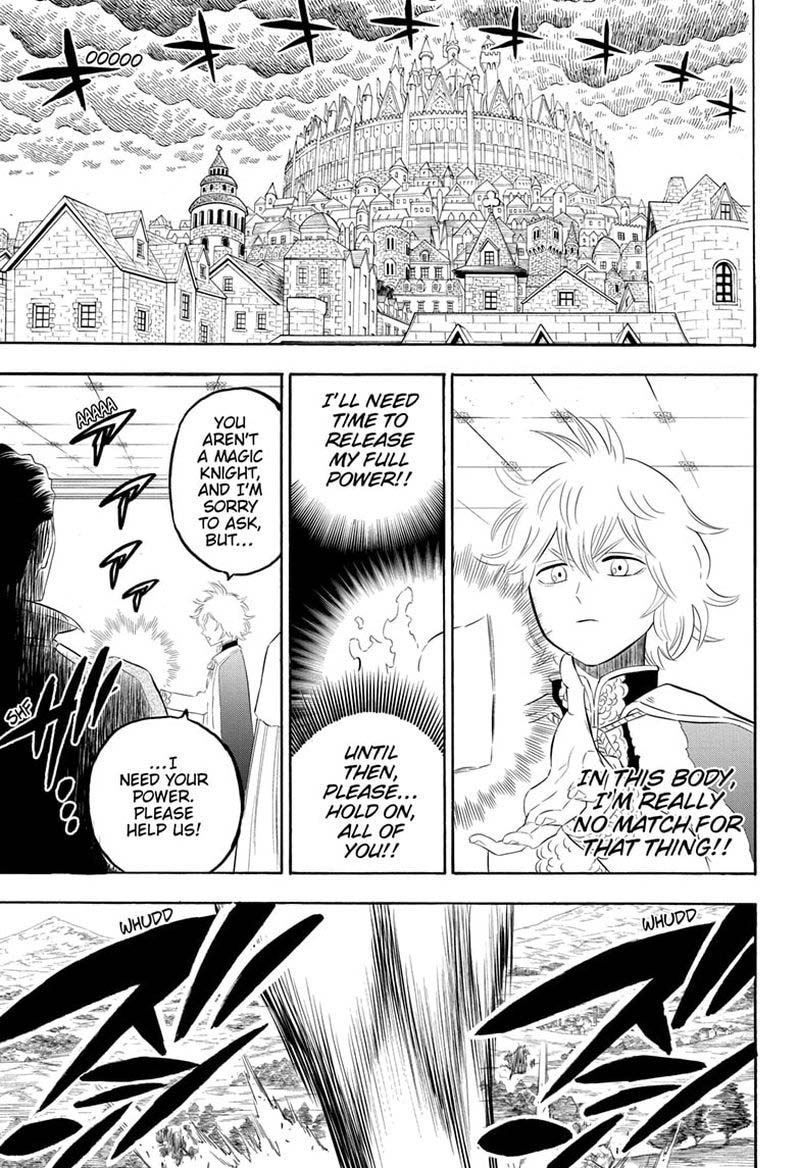 OOOOO
IN THIS BODY,
I'M REALLY
NO MATCH FOR
THAT THING!!
I'LL NEED
TIME TO
RELEASE
MY FULL
POWER!!
UNTIL
THEN,
PLEASE...
HOLD ON,
ALL OF
YOU!!
AAAAA
YOU
AREN'T
A MAGIC
KNIGHT,
AND I'M
SORRY
TO ASK,
BUT...
SHF
...I
NEED YOUR
POWER.
PLEASE
HELP US!
WHUDD
WHUDD